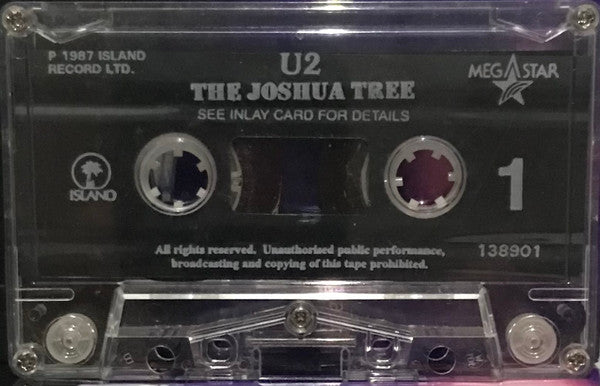 P 1987 ISLAND
RECORD LTD.
U2
THE JOSHUA TREE
SEE INLAY CARD FOR DETAILS
MEGASTAR
ISLAND
1
All rights reserved. Unauthorised public performance,
broadcasting and copying of this tape prohibited.
138901